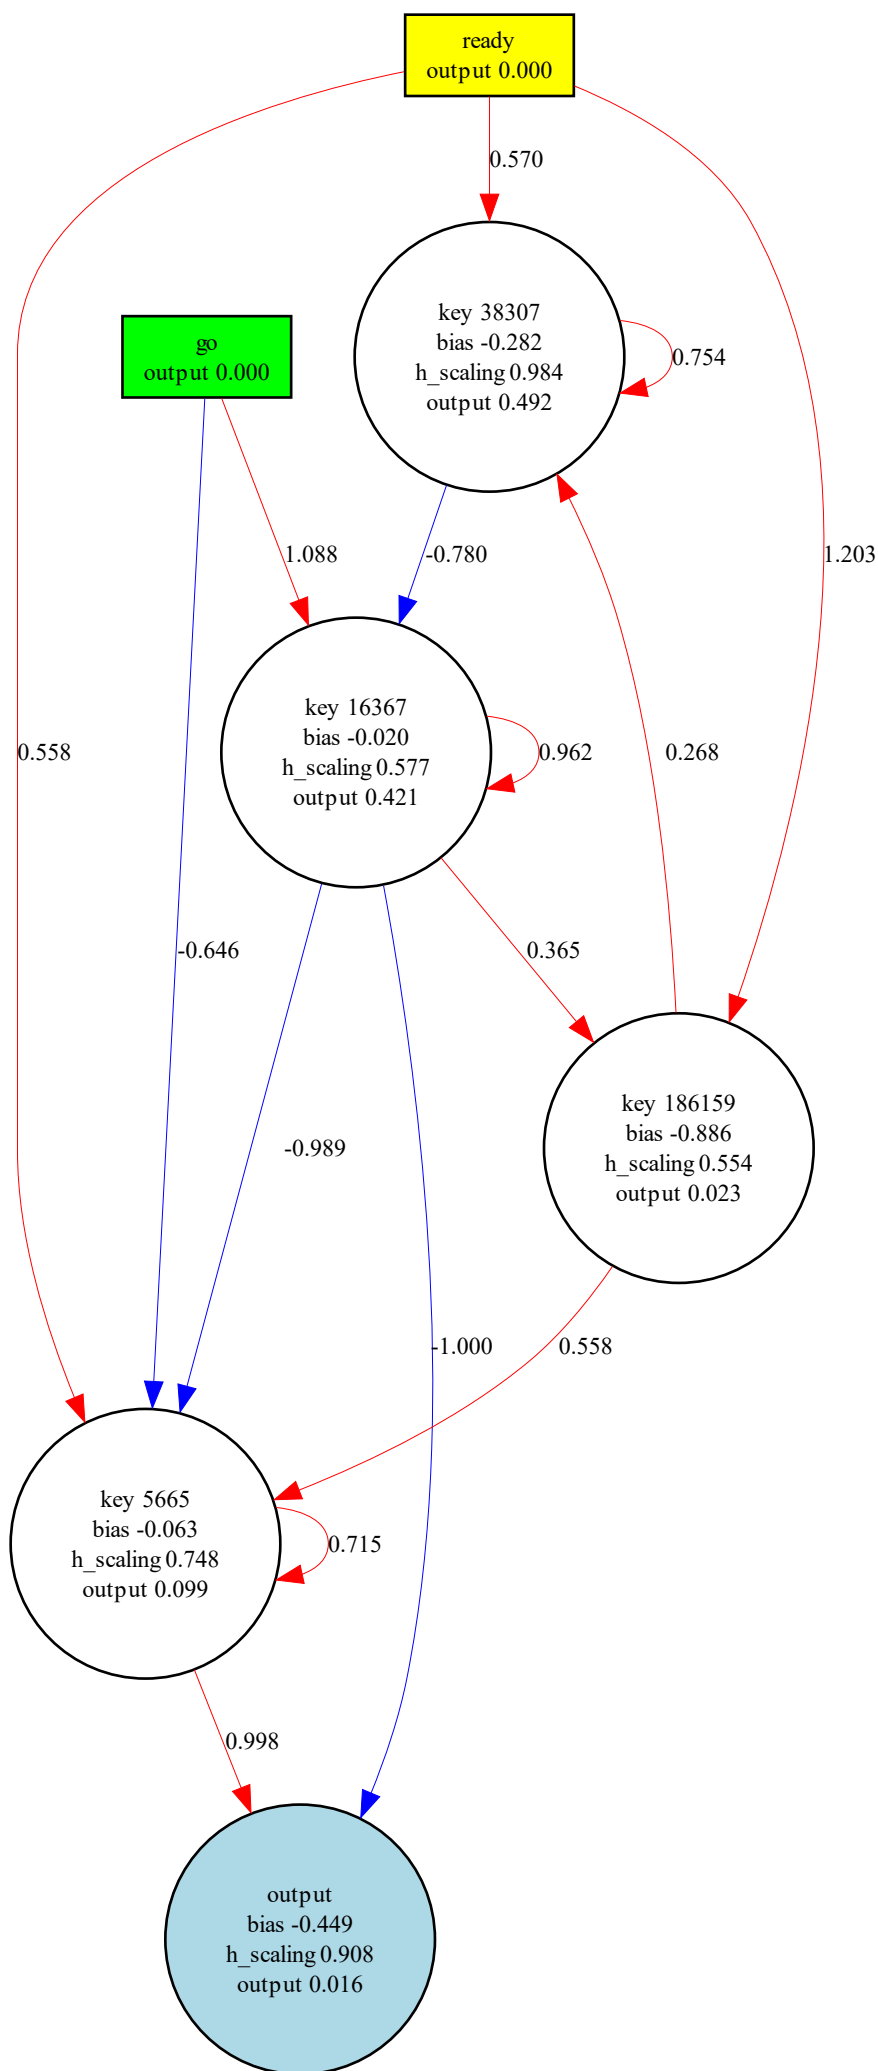 ready
output 0.000
0.570
key 38307
bias -0.282
h_scaling 0.984
output 0.492
0.754
go
output 0.000
1.088
-0.780
1.203
key 16367
bias -0.020
h_scaling 0.577
output 0.421
0.558
0.962
0.268
-0.646
0.365
key 186159
bias -0.886
h_scaling 0.554
output 0.023
-0.989
-1.000
0.558
key 5665
bias -0.063
h_scaling 0.748
output 0.099
0.715
0.998
output
bias -0.449
h_scaling 0.908
output 0.016